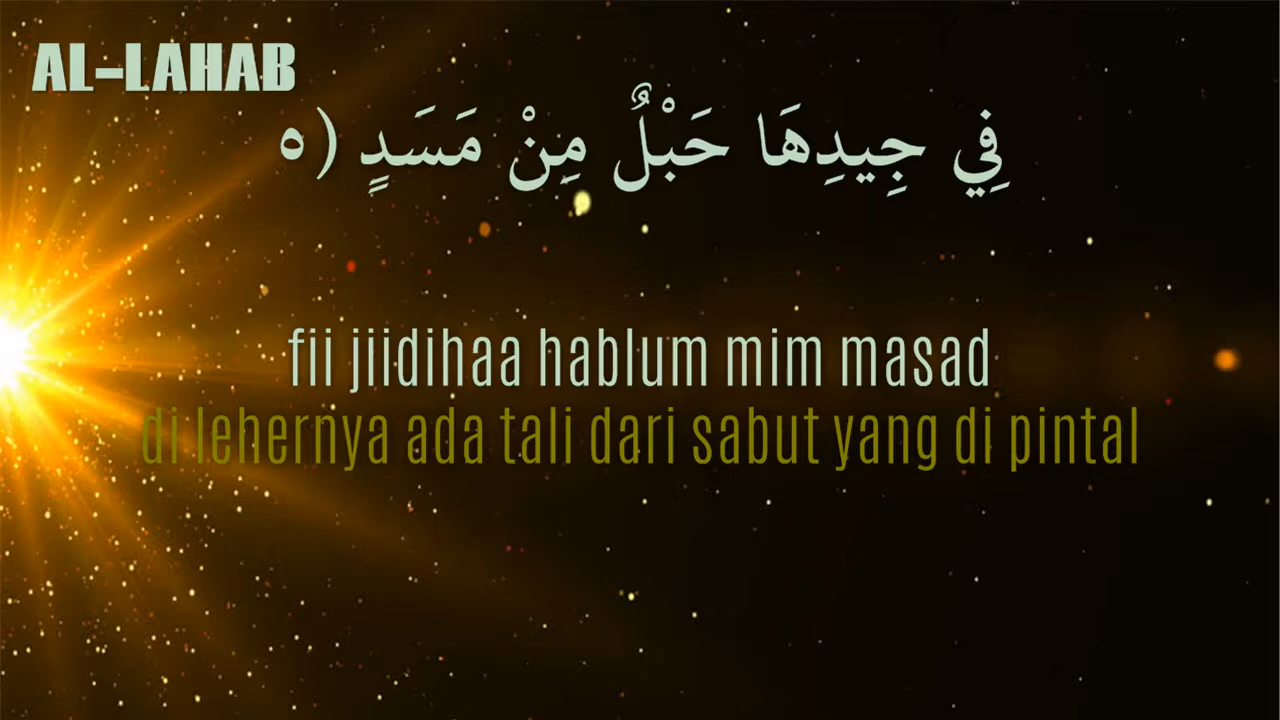 AL-LAHAB
فِي جِيدِهَا حَبْلٌ مِنْ مَسَدٍ (٥
fii jiidihaa hablum mim masad
di lehernya ada tali dari sabut yang di pintal